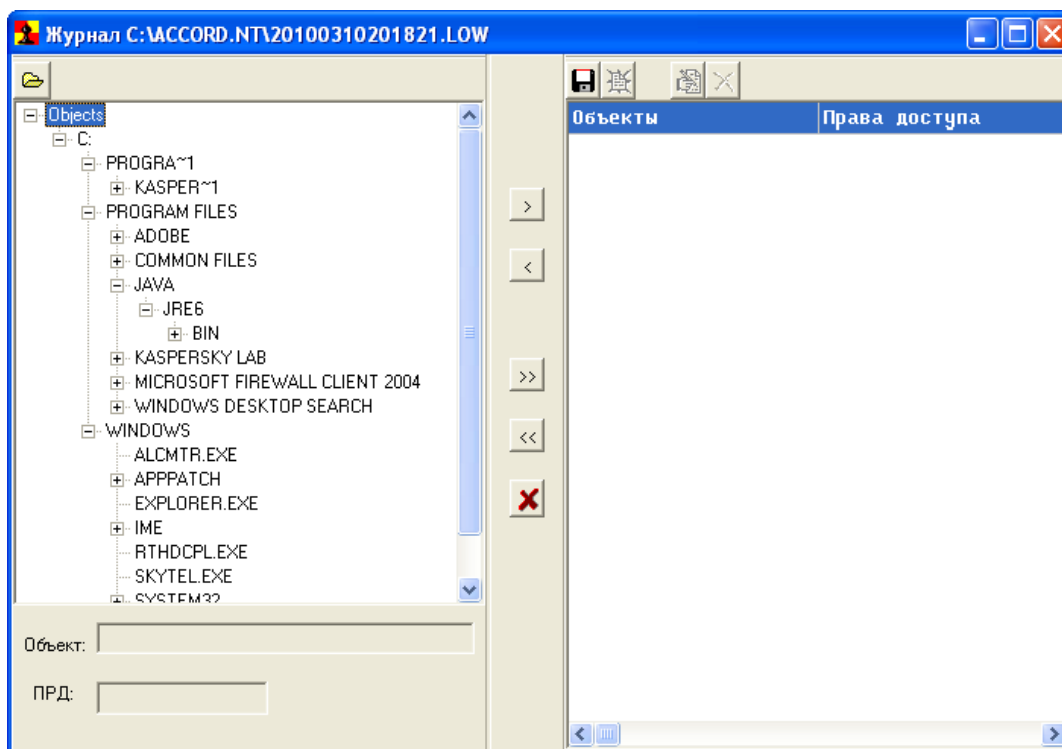 Журнал C:\ACCORD.NT\20100310201821.LOW
Objects
C:
PROGRA~1
KASPER~1
PROGRAM FILES
ADOBE
COMMON FILES
JAVA
JRE6
BIN
KASPERSKY LAB
MICROSOFT FIREWALL CLIENT 2004
WINDOWS DESKTOP SEARCH
WINDOWS
ALCMTR.EXE
APPPATCH
EXPLORER.EXE
IME
RTHDCPL.EXE
SKYTEL.EXE
SYSTEM32
Объект:
ПРД:
>
<
>>
<<
Объекты Права доступа